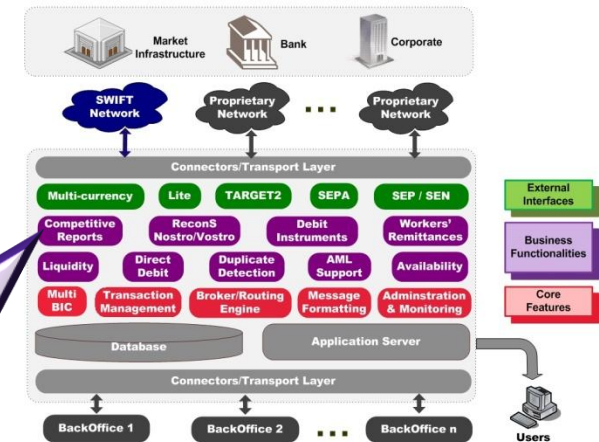 Market
Infrastructure
Bank
Corporate
SWIFT
Network
Proprietary
Network
Proprietary
Network
Connectors/Transport Layer
Multi-currency
Lite
TARGET2
SEPA
SEP / SEN
External
Interfaces
Competitive
Reports
ReconS
Nostro/Vostro
Debit
Instruments
Workers'
Remittances
Business
Functionalities
Liquidity
Direct
Debit
Duplicate
Detection
AML
Support
Availability
Multi
BIC
Transaction
Management
Broker/Routing
Engine
Message
Formatting
Adminstration
& Monitoring
Core
Features
Database
Application Server
Connectors/Transport Layer
BackOffice 1
BackOffice 2
BackOffice n
Users